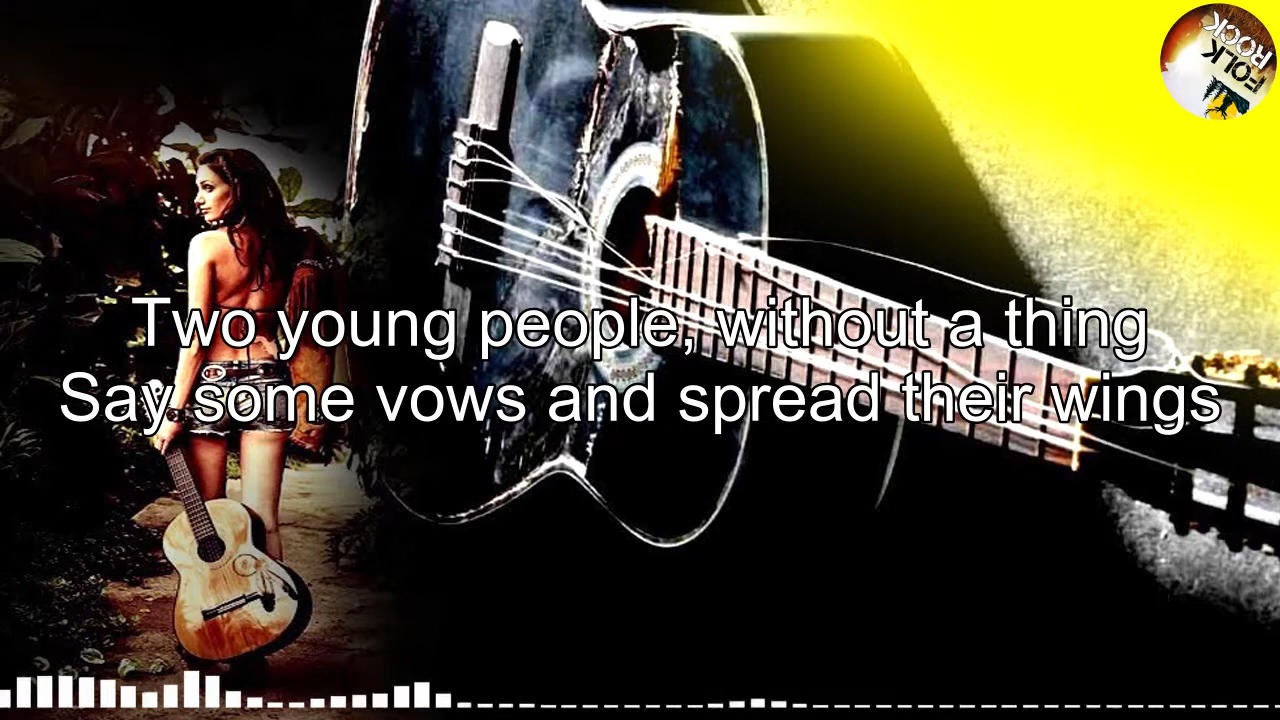 Two young people, without a thing
Say some vows and spread their wings
FOLK
ROCK